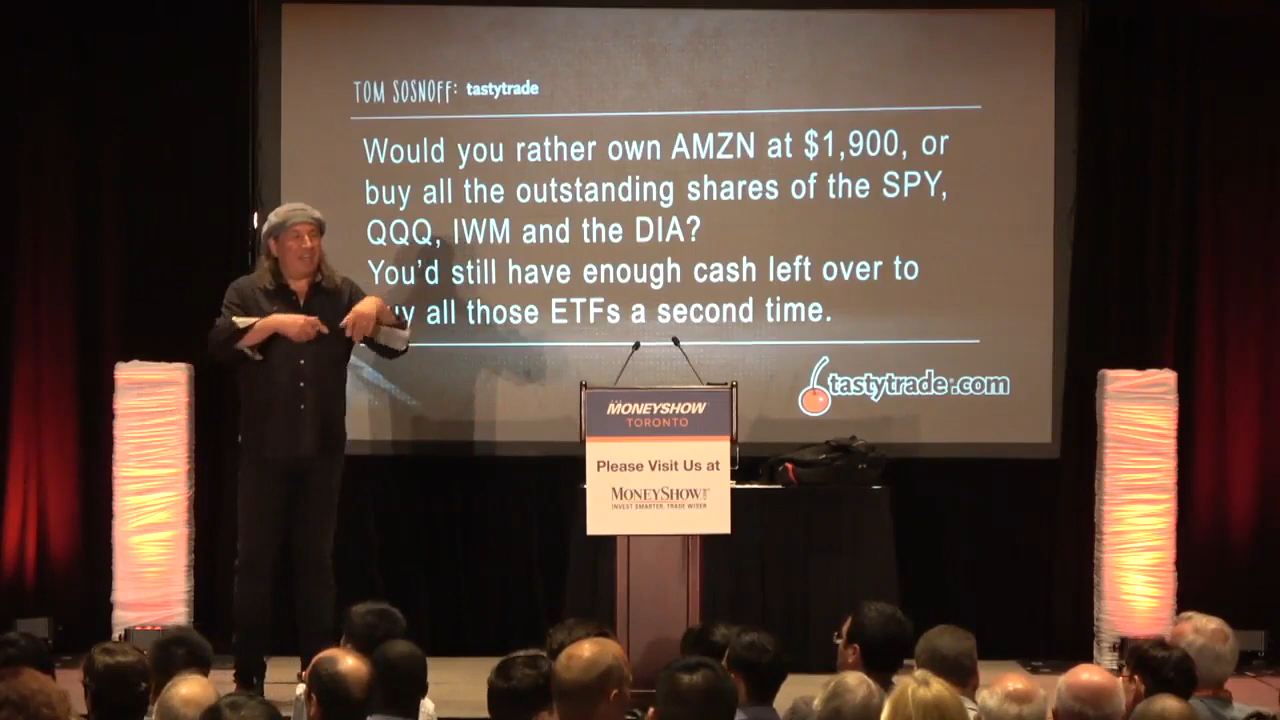 TOM SOSNOFF: tastytrade
Would you rather own AMZN at $1,900, or
buy all the outstanding shares of the SPY,
QQQ, IWM and the DIA?
You'd still have enough cash left over to
buy all those ETFs a second time.
tastytrade.com
MONEYSHOW
TORONTO
Please Visit Us at
MONEYSHOW
INVEST SMARTER, TRADE WISER